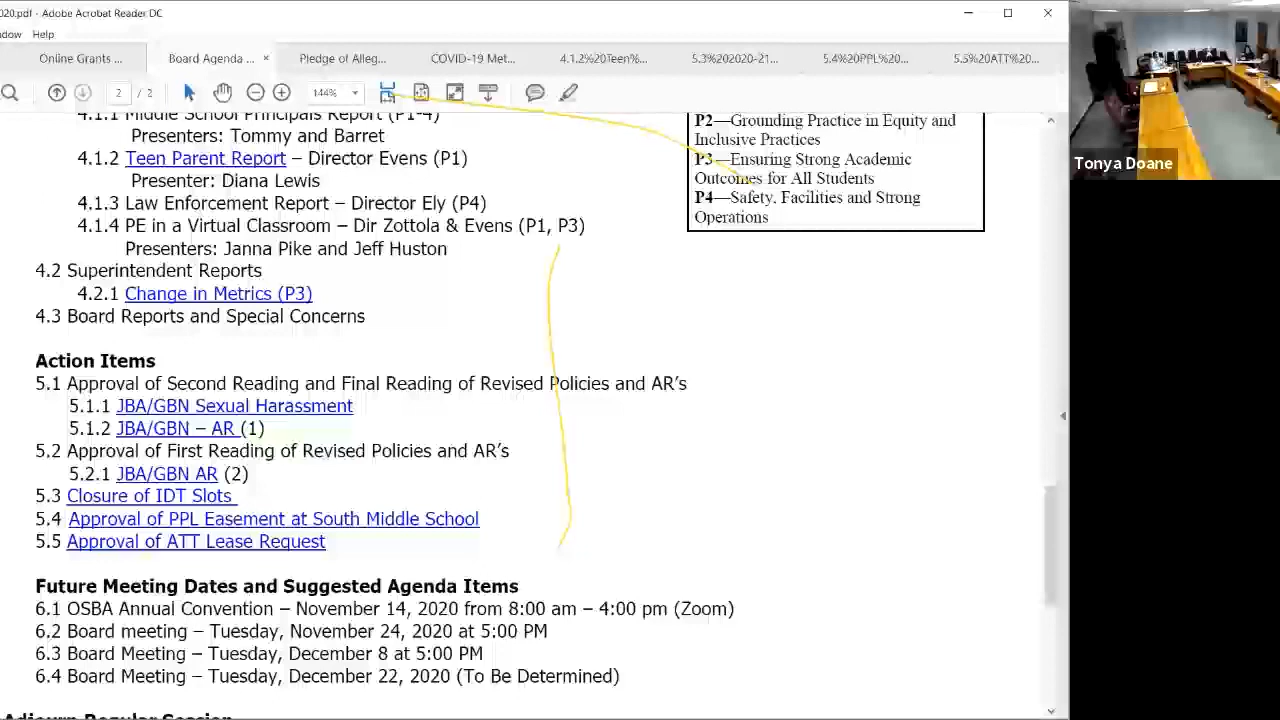 020.pdf - Adobe Acrobat Reader DC
ndow Help
Online Grants ...
Board Agenda ... ×
Pledge of Alleg...
COVID-19 Met...
4.1.2%20Teen%...
5.3%202020-21...
5.4%20PPL%20...
5.5%20ATT%20...
2 / 2
144%
4.1.1 Middle School Principals Report (P1-4)
Presenters: Tommy and Barret
4.1.2 Teen Parent Report – Director Evens (P1)
Presenter: Diana Lewis
4.1.3 Law Enforcement Report – Director Ely (P4)
4.1.4 PE in a Virtual Classroom – Dir Zottola & Evens (P1, P3)
Presenters: Janna Pike and Jeff Huston
4.2 Superintendent Reports
4.2.1 Change in Metrics (P3)
4.3 Board Reports and Special Concerns
P2—Grounding Practice in Equity and
Inclusive Practices
P3—Ensuring Strong Academic
Outcomes for All Students
P4—Safety, Facilities and Strong
Operations
Action Items
5.1 Approval of Second Reading and Final Reading of Revised Policies and AR's
5.1.1 JBA/GBN Sexual Harassment
5.1.2 JBA/GBN – AR (1)
5.2 Approval of First Reading of Revised Policies and AR's
5.2.1 JBA/GBN AR (2)
5.3 Closure of IDT Slots
5.4 Approval of PPL Easement at South Middle School
5.5 Approval of ATT Lease Request
Future Meeting Dates and Suggested Agenda Items
6.1 OSBA Annual Convention – November 14, 2020 from 8:00 am – 4:00 pm (Zoom)
6.2 Board meeting – Tuesday, November 24, 2020 at 5:00 PM
6.3 Board Meeting – Tuesday, December 8 at 5:00 PM
6.4 Board Meeting – Tuesday, December 22, 2020 (To Be Determined)
Adjourn Regular Session
Tonya Doane